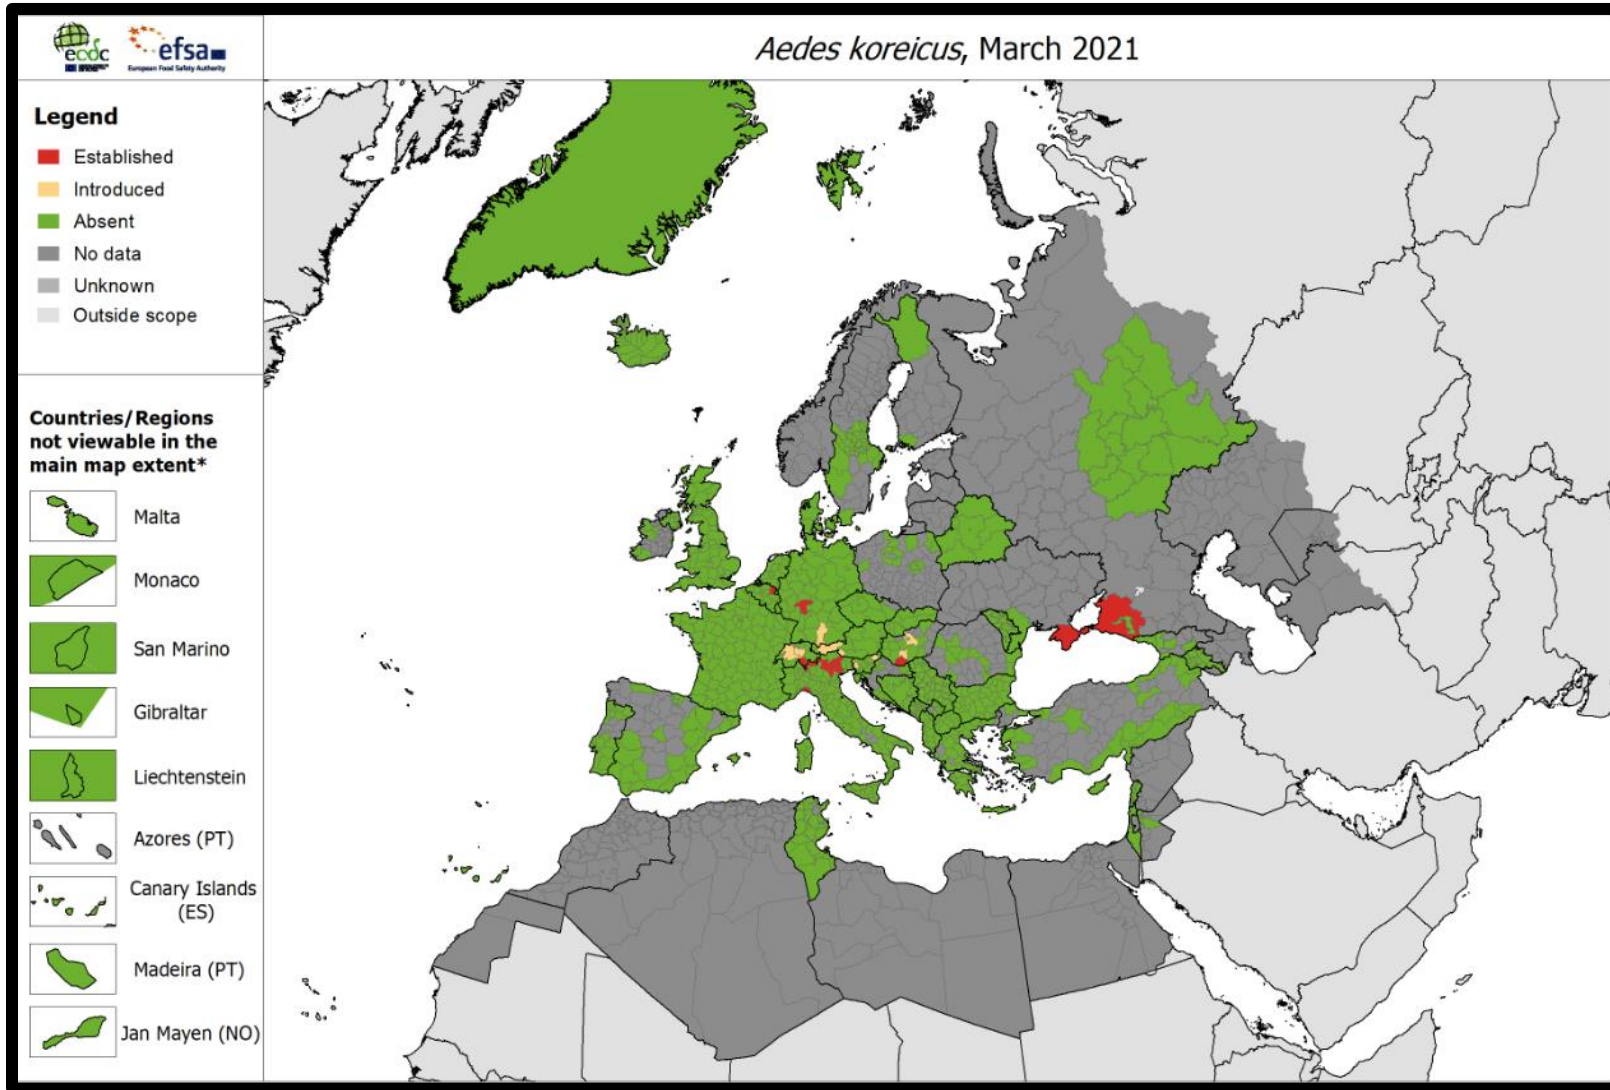 ecdc
efsa
European Food Safety Authority
Aedes koreicus, March 2021
Legend
Established
Introduced
Absent
No data
Unknown
Outside scope
Countries/Regions
not viewable in the
main map extent*
Malta
Monaco
San Marino
Gibraltar
Liechtenstein
Azores (PT)
Canary Islands
(ES)
Madeira (PT)
Jan Mayen (NO)